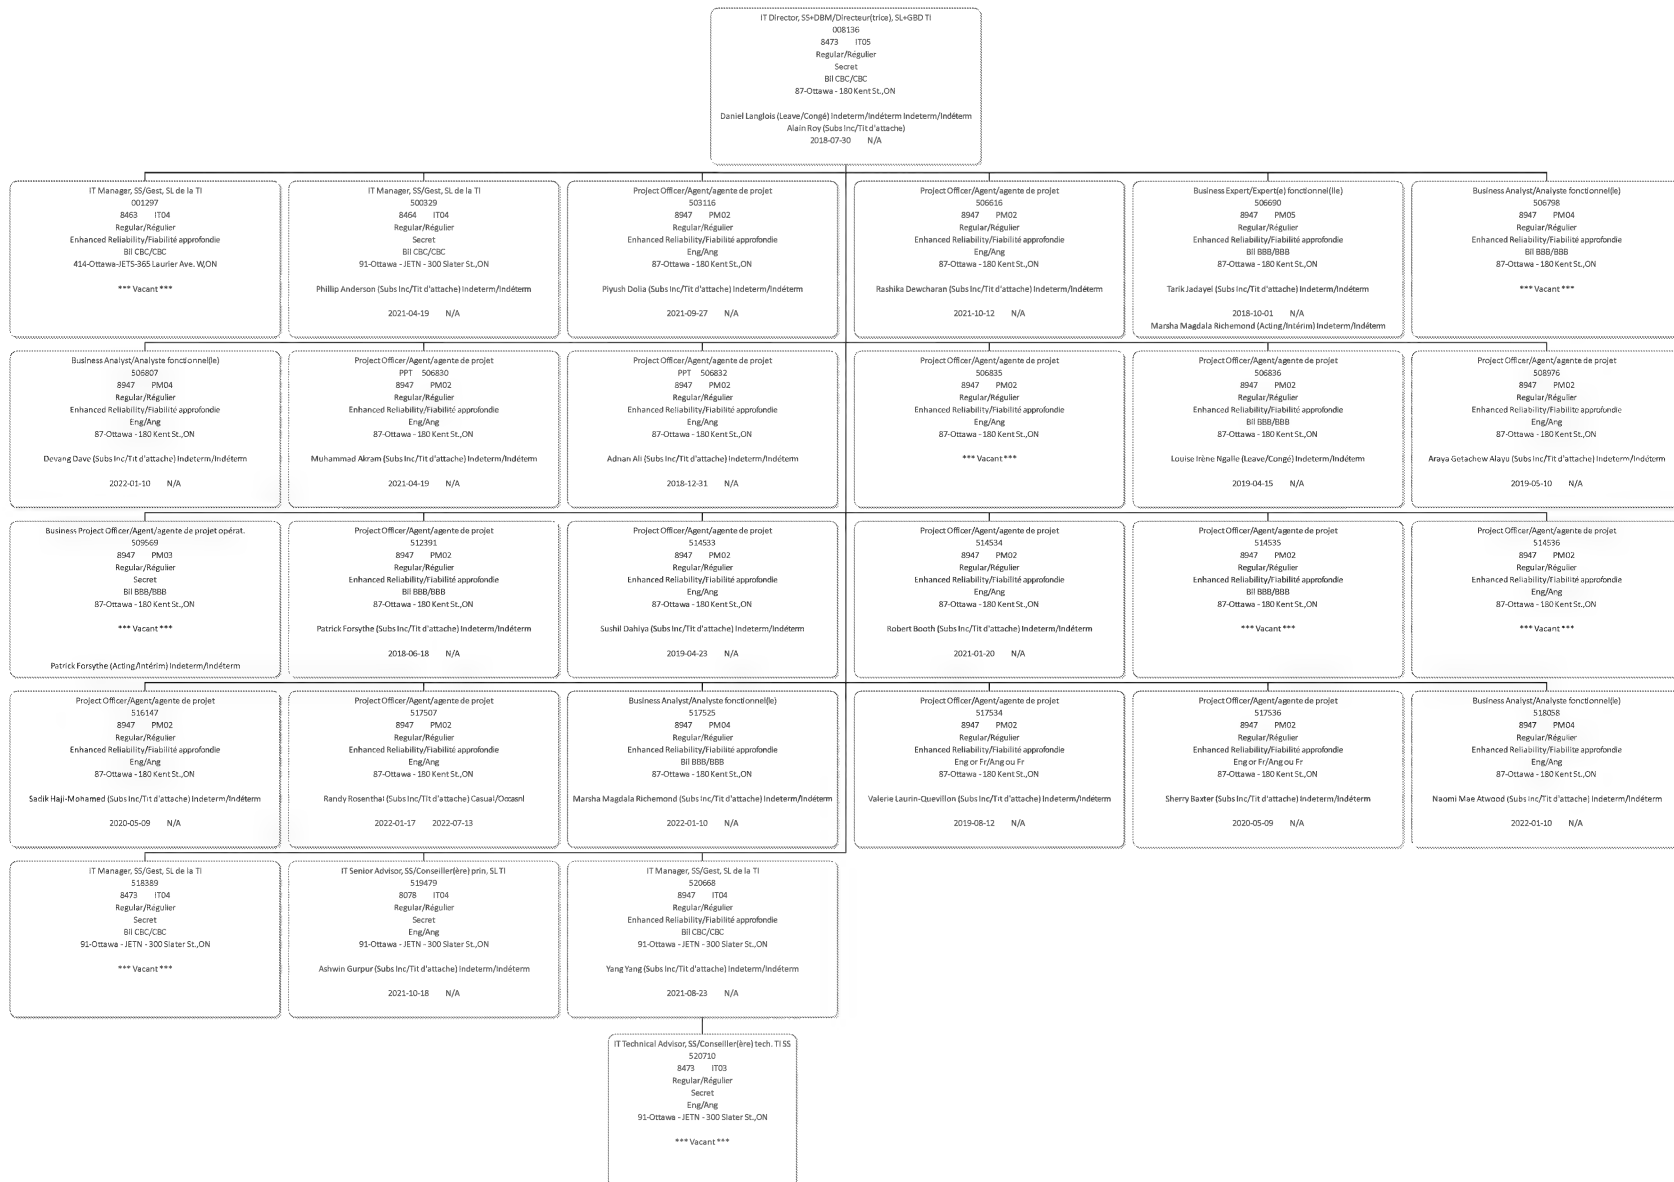 IT Director, SS+DBM/Directeur(trice), SL+GBD TI
008136
8473 IT05
Regular/Régulier
Secret
Bil CBC/CBC
87-Ottawa - 180 Kent St.,ON
Daniel Langlois (Leave/Congé) Indeterm/Indéterm Indeterm/Indéterm
Alain Roy (Subs Inc/Tit d'attache)
2018-07-30 N/A
IT Manager, SS/Gest, SL de la TI
001297
8463 IT04
Regular/Régulier
Enhanced Reliability/Fiabilité approfondie
Bil CBC/CBC
414-Ottawa-JETS-365 Laurier Ave. W,ON
*** Vacant ***
IT Manager, SS/Gest, SL de la TI
500329
8464 IT04
Regular/Régulier
Secret
Bil CBC/CBC
91-Ottawa - JETN - 300 Slater St.,ON
Phillip Anderson (Subs Inc/Tit d'attache) Indeterm/Indéterm
2021-04-19 N/A
Project Officer/Agent/agente de projet
503116
8947 PM02
Regular/Régulier
Enhanced Reliability/Fiabilité approfondie
Eng/Ang
87-Ottawa - 180 Kent St.,ON
Piyush Dolia (Subs Inc/Tit d'attache) Indeterm/Indéterm
2021-09-27 N/A
Project Officer/Agent/agente de projet
506616
8947 PM02
Regular/Régulier
Enhanced Reliability/Fiabilité approfondie
Eng/Ang
87-Ottawa - 180 Kent St.,ON
Rashika Dewcharan (Subs Inc/Tit d'attache) Indeterm/Indéterm
2021-10-12 N/A
Business Expert/Expert(e) fonctionnel(lle)
506690
8947 PM05
Regular/Régulier
Enhanced Reliability/Fiabilité approfondie
Bil BBB/BBB
87-Ottawa - 180 Kent St.,ON
Tarik Jadayel (Subs Inc/Tit d'attache) Indeterm/Indéterm
2018-10-01 N/A
Marsha Magdala Richemond (Acting/Intérim) Indeterm/Indéterm
Business Analyst/Analyste fonctionnel(le)
506798
8947 PM04
Regular/Régulier
Enhanced Reliability/Fiabilité approfondie
Bil BBB/BBB
87-Ottawa - 180 Kent St.,ON
*** Vacant ***
Business Analyst/Analyste fonctionnel(le)
506807
8947 PM04
Regular/Régulier
Enhanced Reliability/Fiabilité approfondie
Eng/Ang
87-Ottawa - 180 Kent St.,ON
Devang Dave (Subs Inc/Tit d'attache) Indeterm/Indéterm
2022-01-10 N/A
Project Officer/Agent/agente de projet
PPT 506830
8947 PM02
Regular/Régulier
Enhanced Reliability/Fiabilité approfondie
Eng/Ang
87-Ottawa - 180 Kent St.,ON
Muhammad Akram (Subs Inc/Tit d'attache) Indeterm/Indéterm
2021-04-19 N/A
Project Officer/Agent/agente de projet
PPT 506832
8947 PM02
Regular/Régulier
Enhanced Reliability/Fiabilité approfondie
Eng/Ang
87-Ottawa - 180 Kent St.,ON
Adnan Ali (Subs Inc/Tit d'attache) Indeterm/Indéterm
2018-12-31 N/A
Project Officer/Agent/agente de projet
506835
8947 PM02
Regular/Régulier
Enhanced Reliability/Fiabilité approfondie
Eng/Ang
87-Ottawa - 180 Kent St.,ON
*** Vacant ***
Project Officer/Agent/agente de projet
506836
8947 PM02
Regular/Régulier
Enhanced Reliability/Fiabilité approfondie
Bil BBB/BBB
87-Ottawa - 180 Kent St.,ON
Louise Irène Ngalle (Leave/Congé) Indeterm/Indéterm
2019-04-15 N/A
Project Officer/Agent/agente de projet
508976
8947 PM02
Regular/Régulier
Enhanced Reliability/Fiabilité approfondie
Eng/Ang
87-Ottawa - 180 Kent St.,ON
Araya Getachew Alayu (Subs Inc/Tit d'attache) Indeterm/Indéterm
2019-05-10 N/A
Business Project Officer/Agent/agente de projet opérat.
509569
8947 PM03
Regular/Régulier
Secret
Bil BBB/BBB
87-Ottawa - 180 Kent St.,ON
*** Vacant ***
Patrick Forsythe (Acting/Intérim) Indeterm/Indéterm
Project Officer/Agent/agente de projet
512391
8947 PM02
Regular/Régulier
Enhanced Reliability/Fiabilité approfondie
Bil BBB/BBB
87-Ottawa - 180 Kent St.,ON
Patrick Forsythe (Subs Inc/Tit d'attache) Indeterm/Indéterm
2018-06-18 N/A
Project Officer/Agent/agente de projet
514533
8947 PM02
Regular/Régulier
Enhanced Reliability/Fiabilité approfondie
Eng/Ang
87-Ottawa - 180 Kent St.,ON
Sushil Dahiya (Subs Inc/Tit d'attache) Indeterm/Indéterm
2019-04-23 N/A
Project Officer/Agent/agente de projet
514534
8947 PM02
Regular/Régulier
Enhanced Reliability/Fiabilité approfondie
Eng/Ang
87-Ottawa - 180 Kent St.,ON
Robert Booth (Subs Inc/Tit d'attache) Indeterm/Indéterm
2021-01-20 N/A
Project Officer/Agent/agente de projet
514535
8947 PM02
Regular/Régulier
Enhanced Reliability/Fiabilité approfondie
Bil BBB/BBB
87-Ottawa - 180 Kent St.,ON
*** Vacant ***
Project Officer/Agent/agente de projet
514536
8947 PM02
Regular/Régulier
Enhanced Reliability/Fiabilité approfondie
Eng/Ang
87-Ottawa - 180 Kent St.,ON
*** Vacant ***
Project Officer/Agent/agente de projet
516147
8947 PM02
Regular/Régulier
Enhanced Reliability/Fiabilité approfondie
Eng/Ang
87-Ottawa - 180 Kent St.,ON
Sadik Haji-Mohamed (Subs Inc/Tit d'attache) Indeterm/Indéterm
2020-05-09 N/A
Project Officer/Agent/agente de projet
517507
8947 PM02
Regular/Régulier
Enhanced Reliability/Fiabilité approfondie
Eng/Ang
87-Ottawa - 180 Kent St.,ON
Randy Rosenthal (Subs Inc/Tit d'attache) Casual/Occasnl
2022-01-17 2022-07-13
Business Analyst/Analyste fonctionnel(le)
517525
8947 PM04
Regular/Régulier
Enhanced Reliability/Fiabilité approfondie
Bil BBB/BBB
87-Ottawa - 180 Kent St.,ON
Marsha Magdala Richemond (Subs Inc/Tit d'attache) Indeterm/Indéterm
2022-01-10 N/A
Project Officer/Agent/agente de projet
517534
8947 PM02
Regular/Régulier
Enhanced Reliability/Fiabilité approfondie
Eng or Fr/Ang ou Fr
87-Ottawa - 180 Kent St.,ON
Valerie Laurin-Quevillon (Subs Inc/Tit d'attache) Indeterm/Indéterm
2019-08-12 N/A
Project Officer/Agent/agente de projet
517536
8947 PM02
Regular/Régulier
Enhanced Reliability/Fiabilité approfondie
Eng or Fr/Ang ou Fr
87-Ottawa - 180 Kent St.,ON
Sherry Baxter (Subs Inc/Tit d'attache) Indeterm/Indéterm
2020-05-09 N/A
Business Analyst/Analyste fonctionnel(le)
518058
8947 PM04
Regular/Régulier
Enhanced Reliability/Fiabilité approfondie
Eng/Ang
87-Ottawa - 180 Kent St.,ON
Naomi Mae Atwood (Subs Inc/Tit d'attache) Indeterm/Indéterm
2022-01-10 N/A
IT Manager, SS/Gest, SL de la TI
518389
8473 IT04
Regular/Régulier
Secret
Bil CBC/CBC
91-Ottawa - JETN - 300 Slater St.,ON
*** Vacant ***
IT Senior Advisor, SS/Conseiller(ère) prin, SL TI
519479
8078 IT04
Regular/Régulier
Secret
Eng/Ang
91-Ottawa - JETN - 300 Slater St.,ON
Ashwin Gurpur (Subs Inc/Tit d'attache) Indeterm/Indéterm
2021-10-18 N/A
IT Manager, SS/Gest, SL de la TI
520668
8947 IT04
Regular/Régulier
Enhanced Reliability/Fiabilité approfondie
Bil CBC/CBC
91-Ottawa - JETN - 300 Slater St.,ON
Yang Yang (Subs Inc/Tit d'attache) Indeterm/Indéterm
2021-08-23 N/A
IT Technical Advisor, SS/Conseiller(ère) tech. TI SS
520710
8473 IT03
Regular/Régulier
Secret
Eng/Ang
91-Ottawa - JETN - 300 Slater St.,ON
*** Vacant ***